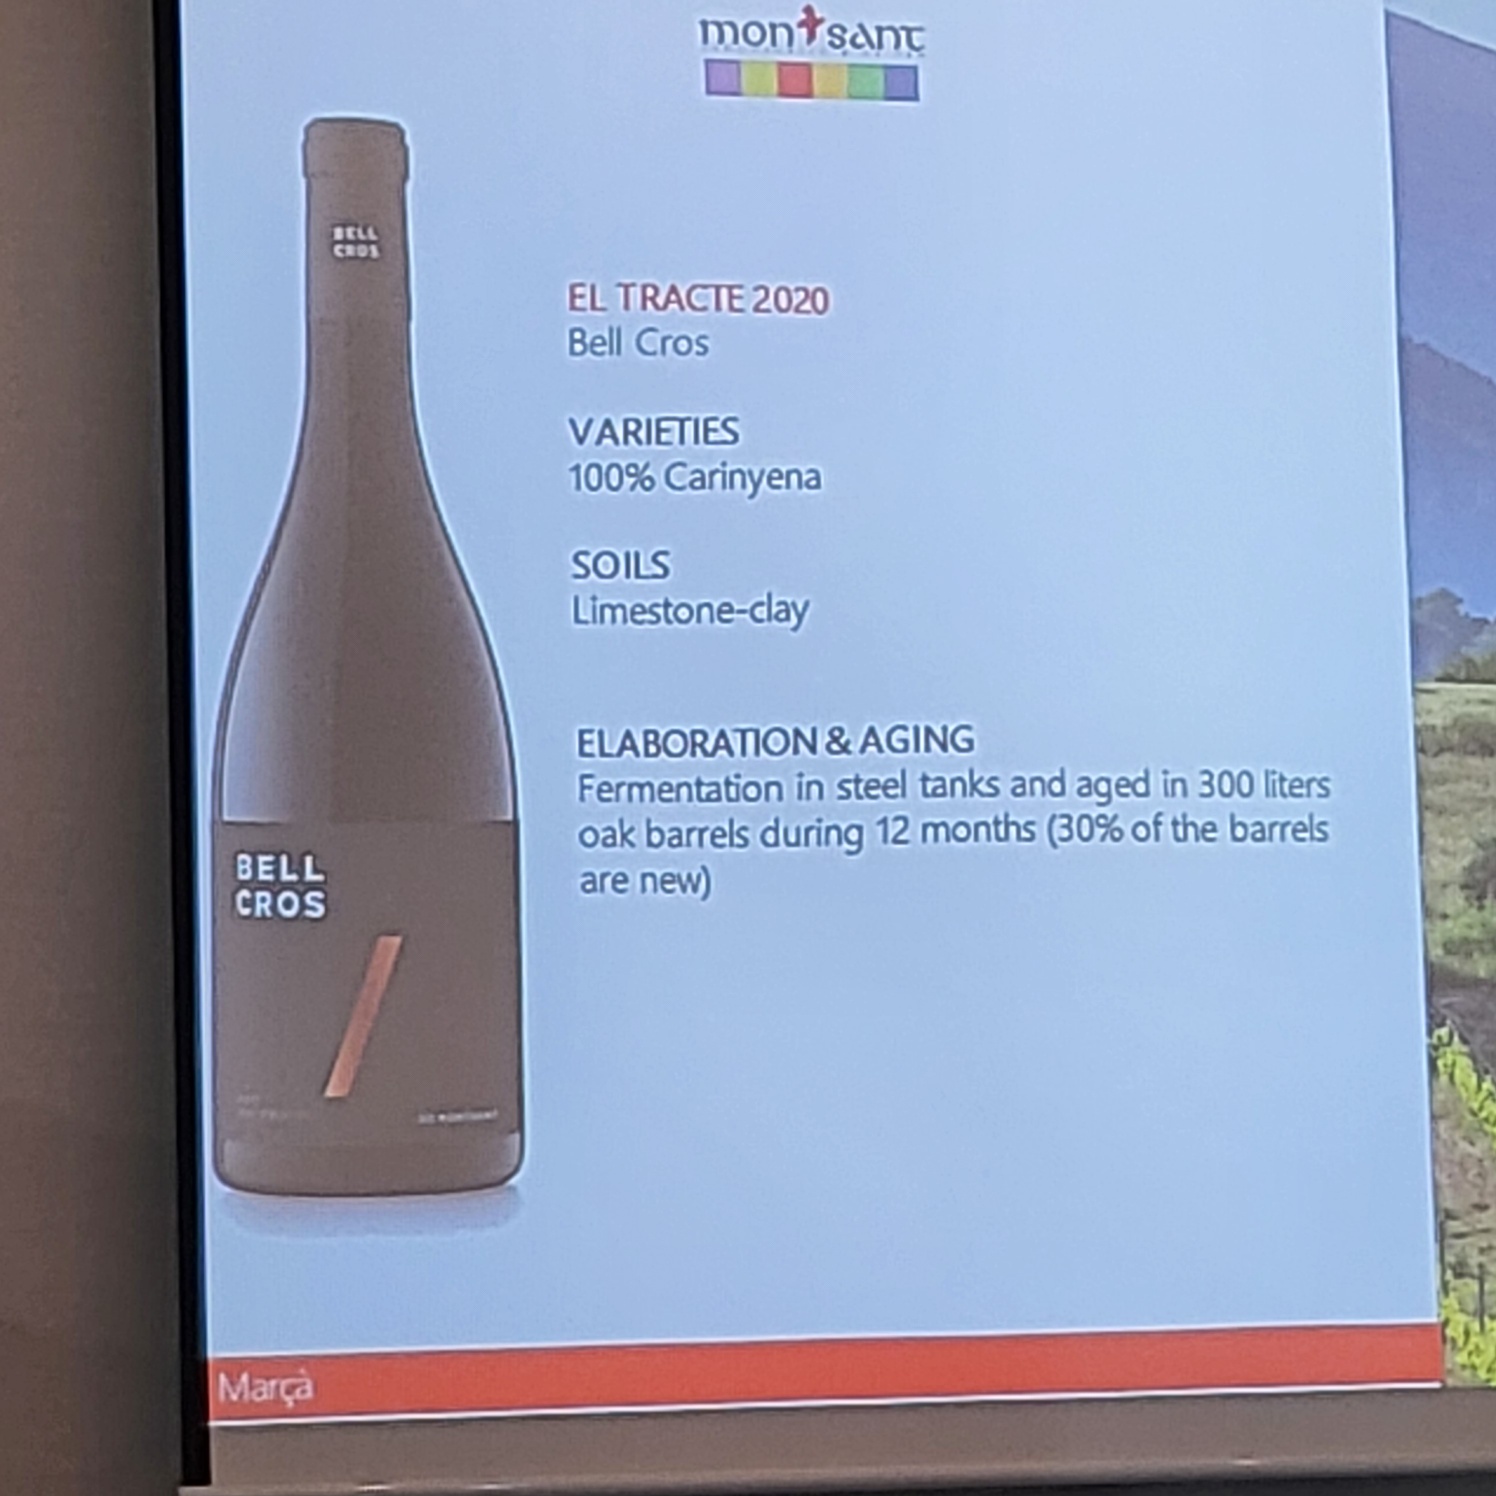 montsant
BELL
CROS
EL TRACTE 2020
Bell Cros
VARIETIES
100% Carinyena
SOILS
Limestone-clay
ELABORATION & AGING
Fermentation in steel tanks and aged in 300 liters
oak barrels during 12 months (30% of the barrels
are new)
BELL
CROS
DO MONTSANT
Marçà